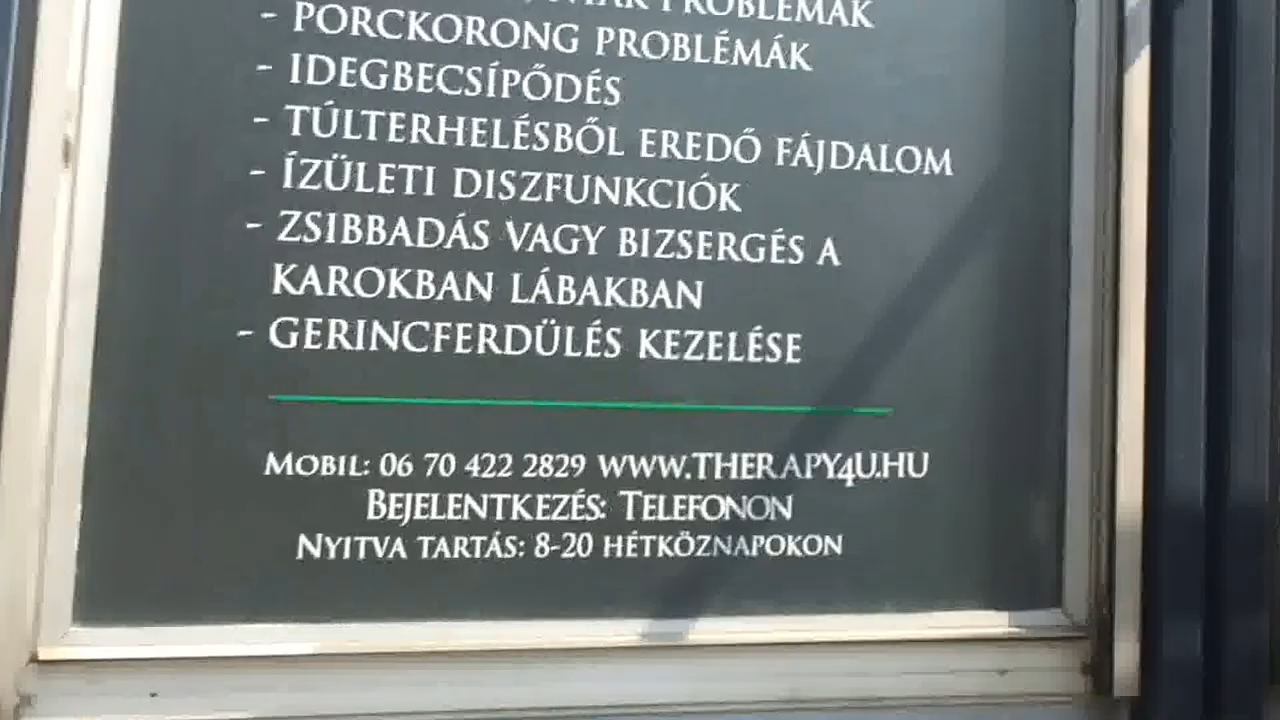 PROBLÉMÁK
- PORCKORONG PROBLÉMÁK
- IDEGBECSÍPŐDÉS
- TÚLTERHELÉSBŐL EREDŐ FÁJDALOM
- ÍZÜLETI DISZFUNKCIÓK
- ZSIBBADÁS VAGY BIZSERGÉS A
KAROKBAN LÁBAKBAN
- GERINCFERDÜLÉS KEZELÉSE
MOBIL: 06 70 422 2829 WWW.THERAPY4U.HU
BEJELENTKEZÉS: TELEFONON
NYITVA TARTÁS: 8-20 HÉTKÖZNAPOKON